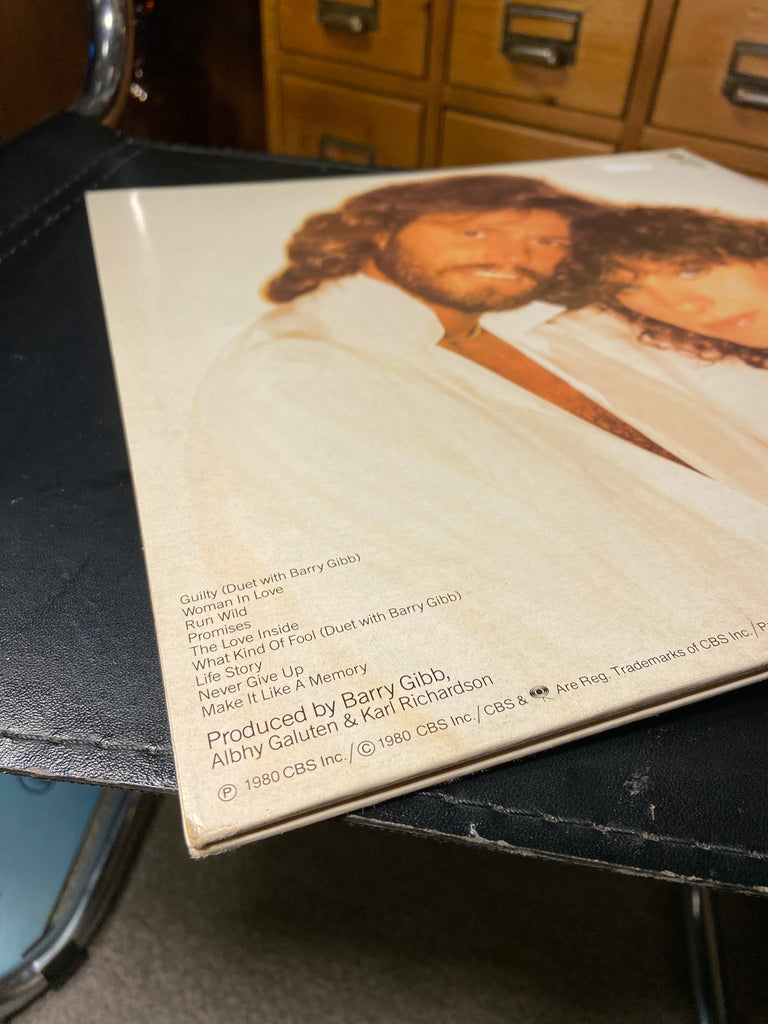 Guilty (Duet with Barry Gibb)
Woman In Love
Run Wild
Promises
The Love Inside
What Kind Of Fool (Duet with Barry Gibb)
Life Story
Never Give Up
Make It Like A Memory
Produced by Barry Gibb,
Albhy Galuten & Karl Richardson
Ⓟ 1980 CBS Inc./ © 1980 CBS Inc./ CBS & Are Reg. Trademarks of CBS Inc./